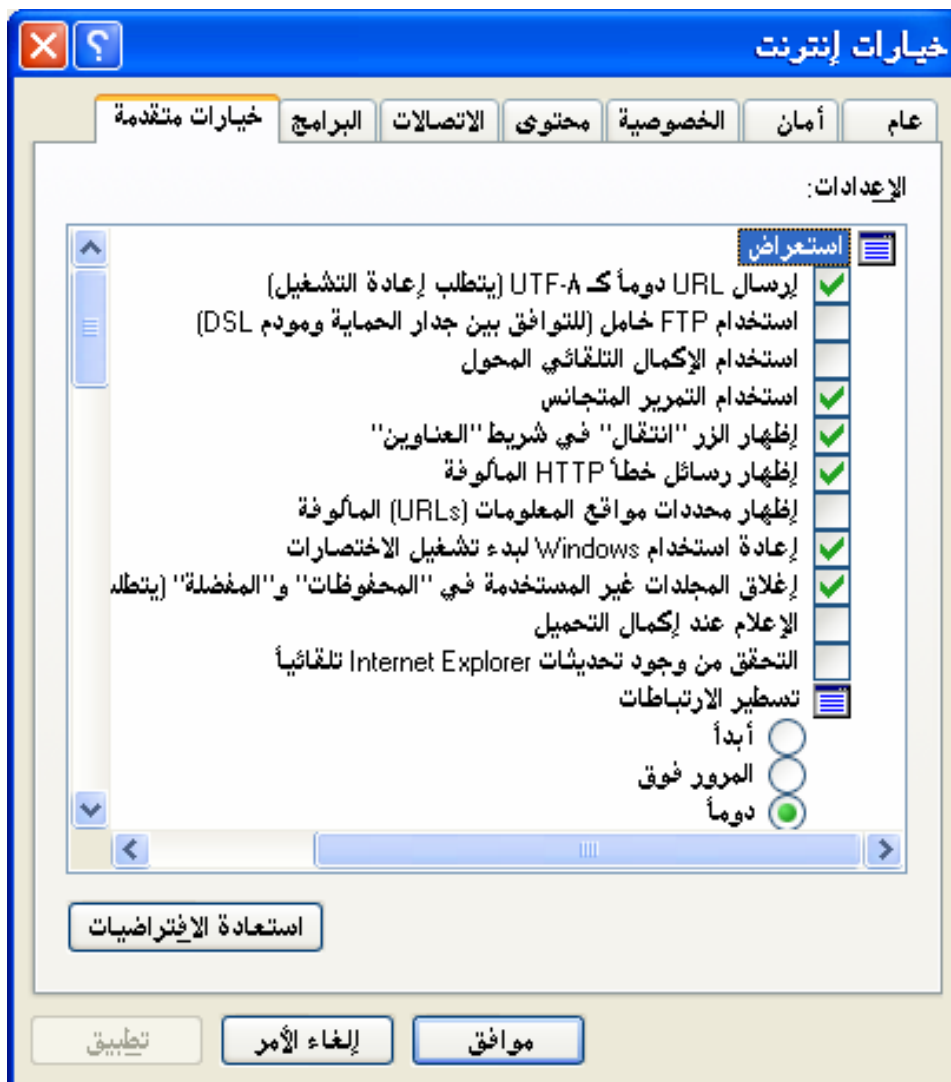 خيارات إنترنت
عام أمان الخصوصية محتوى الاتصالات البرامج خيارات متقدمة
الإعدادات:
استعراض
إرسال URL دوماً كـ UTF-٨ (يتطلب إعادة التشغيل)
استخدام FTP خامل (للتوافق بين جدار الحماية ومودم DSL)
استخدام الإكمال التلقائي المحول
استخدام التمرير المتجانس
إظهار الزر "انتقال" في شريط "العناوين"
إظهار رسائل خطأ HTTP المألوفة
إظهار محددات مواقع المعلومات (URLs) المألوفة
إعادة استخدام Windows لبدء تشغيل الاختصارات
إغلاق المجلدات غير المستخدمة في "المحفوظات" و"المفضلة" (يتطلب
الإعلام عند إكمال التحميل
التحقق من وجود تحديثات Internet Explorer تلقائياً
تسطير الارتباطات
أبداً
المرور فوق
دوماً
استعادة الافتراضيات
موافق إلغاء الأمر تطبيق